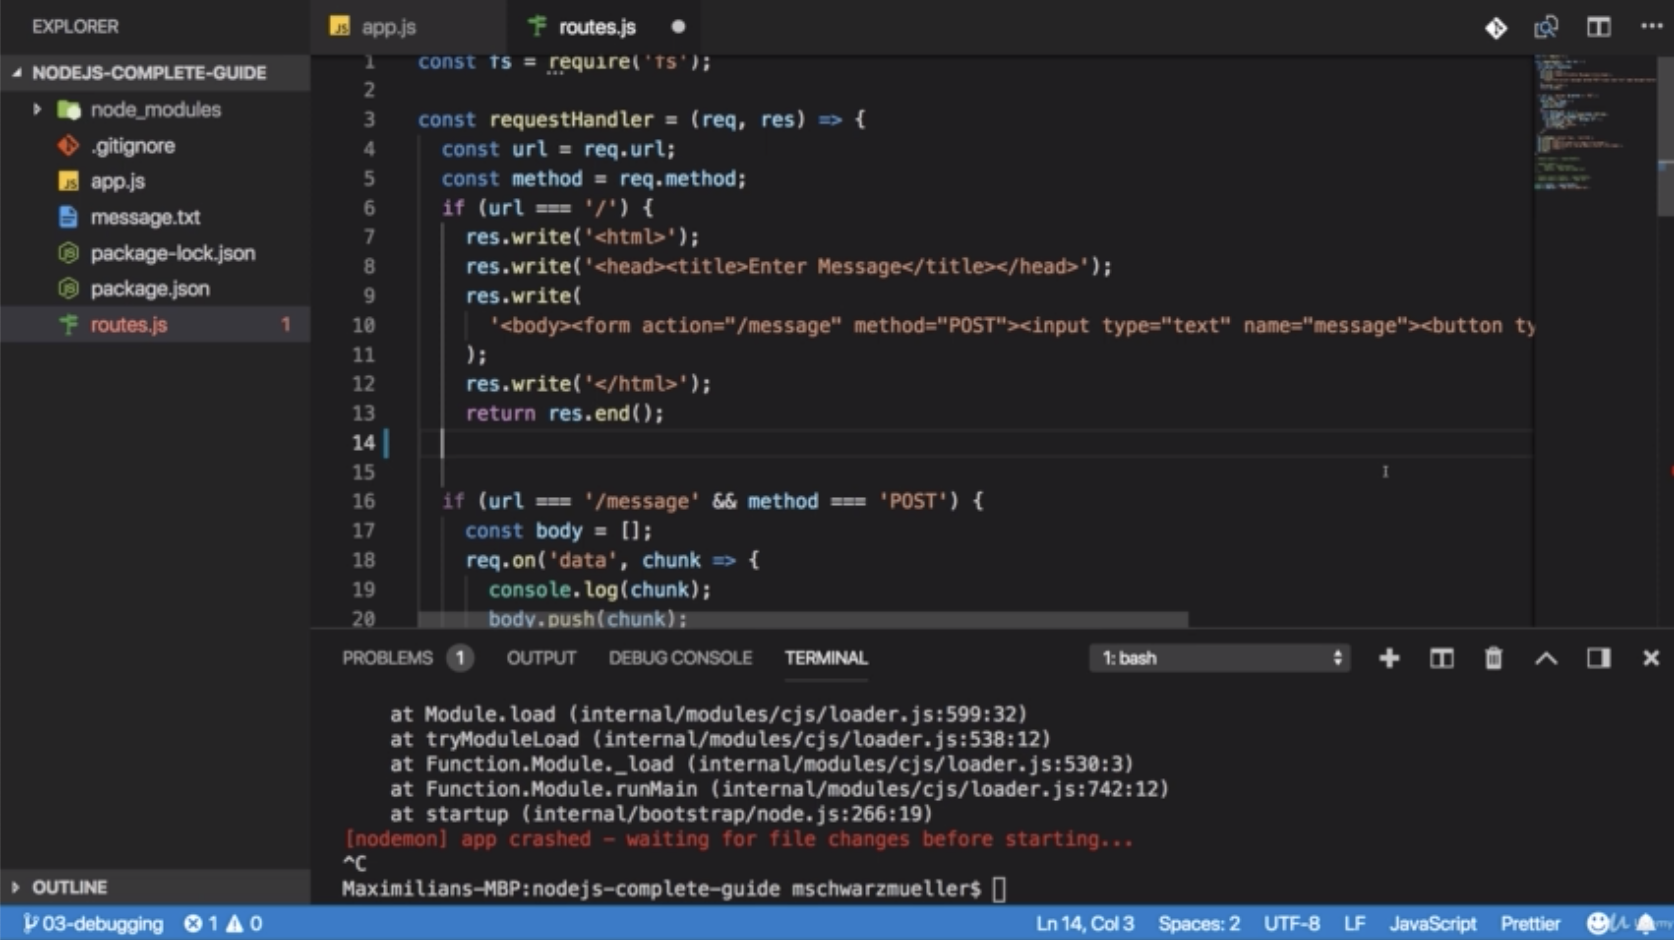 EXPLORER
app.js
routes.js
NODEJS-COMPLETE-GUIDE
node_modules
.gitignore
app.js
message.txt
package-lock.json
package.json
routes.js 1
1 const fs = require('fs');
2
3 const requestHandler = (req, res) => {
4 const url = req.url;
5 const method = req.method;
6 if (url === '/') {
7 res.write('<html>');
8 res.write('<head><title>Enter Message</title></head>');
9 res.write(
10 '<body><form action="/message" method="POST"><input type="text" name="message"><button ty
11 );
12 res.write('</html>');
13 return res.end();
14
15
16 if (url === '/message' && method === 'POST') {
17 const body = [];
18 req.on('data', chunk => {
19 console.log(chunk);
20 body.push(chunk);
PROBLEMS 1 OUTPUT DEBUG CONSOLE TERMINAL 1: bash
at Module.load (internal/modules/cjs/loader.js:599:32)
at tryModuleLoad (internal/modules/cjs/loader.js:538:12)
at Function.Module._load (internal/modules/cjs/loader.js:530:3)
at Function.Module.runMain (internal/modules/cjs/loader.js:742:12)
at startup (internal/bootstrap/node.js:266:19)
[nodemon] app crashed – waiting for file changes before starting...
^C
Maximilians-MBP:nodejs-complete-guide mschwarzmueller$
OUTLINE
03-debugging 1 0 Ln 14, Col 3 Spaces: 2 UTF-8 LF JavaScript Prettier